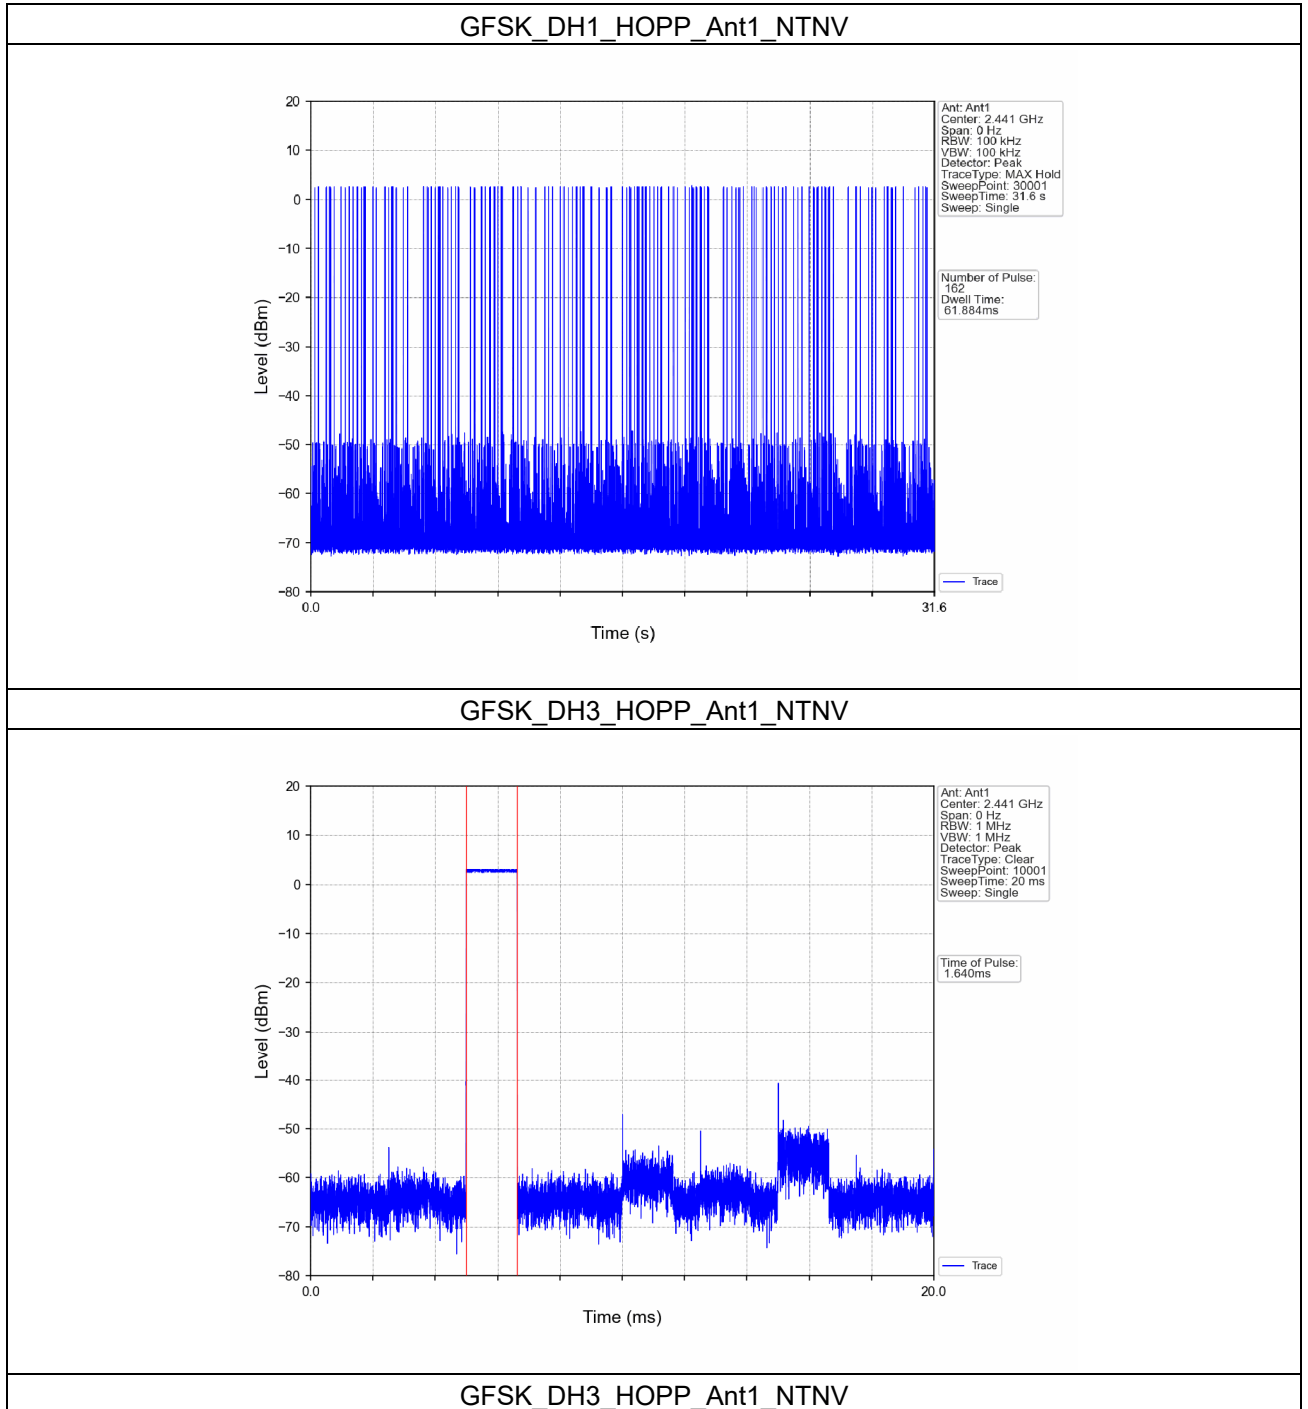 GFSK_DH1_HOPP_Ant1_NTNV
20
10
0
−10
−20
−30
−40
−50
−60
−70
−80
Level (dBm)
0.0
31.6
Time (s)
Ant: Ant1
Center: 2.441 GHz
Span: 0 Hz
RBW: 100 kHz
VBW: 100 kHz
Detector: Peak
TraceType: MAX Hold
SweepPoint: 30001
SweepTime: 31.6 s
Sweep: Single
Number of Pulse:
162
Dwell Time:
61.884ms
Trace
GFSK_DH3_HOPP_Ant1_NTNV
20
10
0
−10
−20
−30
−40
−50
−60
−70
−80
Level (dBm)
0.0
20.0
Time (ms)
Ant: Ant1
Center: 2.441 GHz
Span: 0 Hz
RBW: 1 MHz
VBW: 1 MHz
Detector: Peak
TraceType: Clear
SweepPoint: 10001
SweepTime: 20 ms
Sweep: Single
Time of Pulse:
1.640ms
Trace
GFSK_DH3_HOPP_Ant1_NTNV